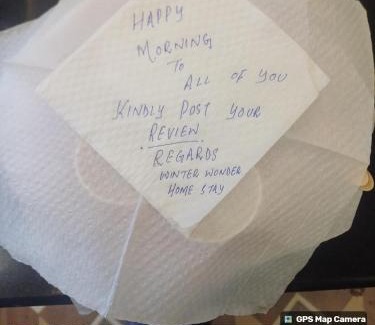 HAPPY
MORNING
TO
ALL OF YOU
KINDLY POST YOUR
REVIEW
REGARDS
WINTER WONDER
HOME STAY
GPS Map Camera